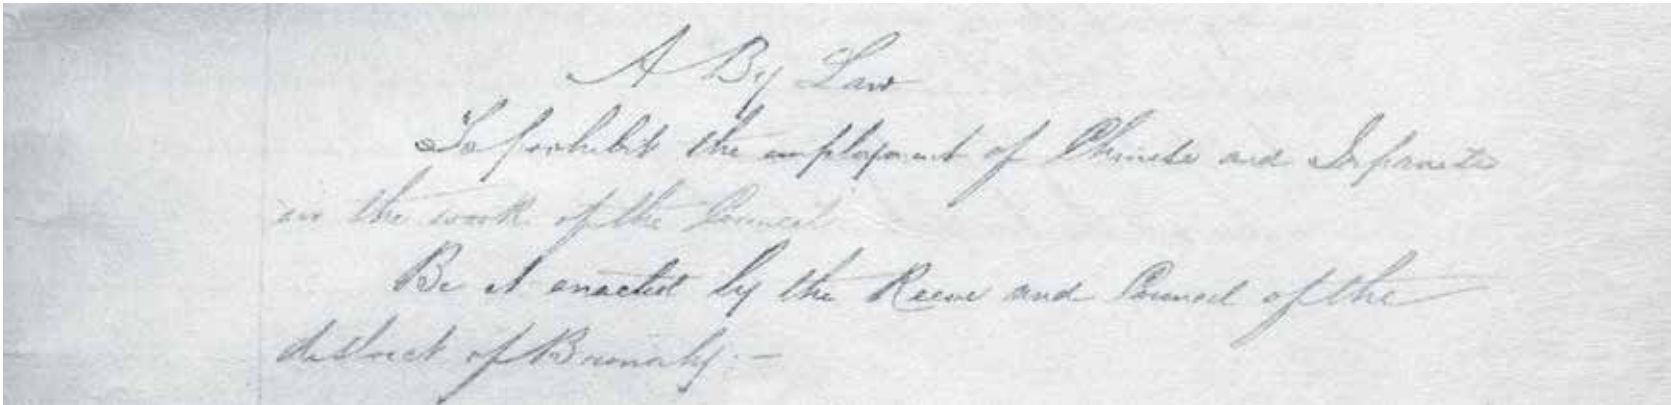 A By Law
To prohibit the employment of Chinese and Japanese
in the work of the Council.
Be it enacted by the Reeve and Council of the
district of Burnaby:—